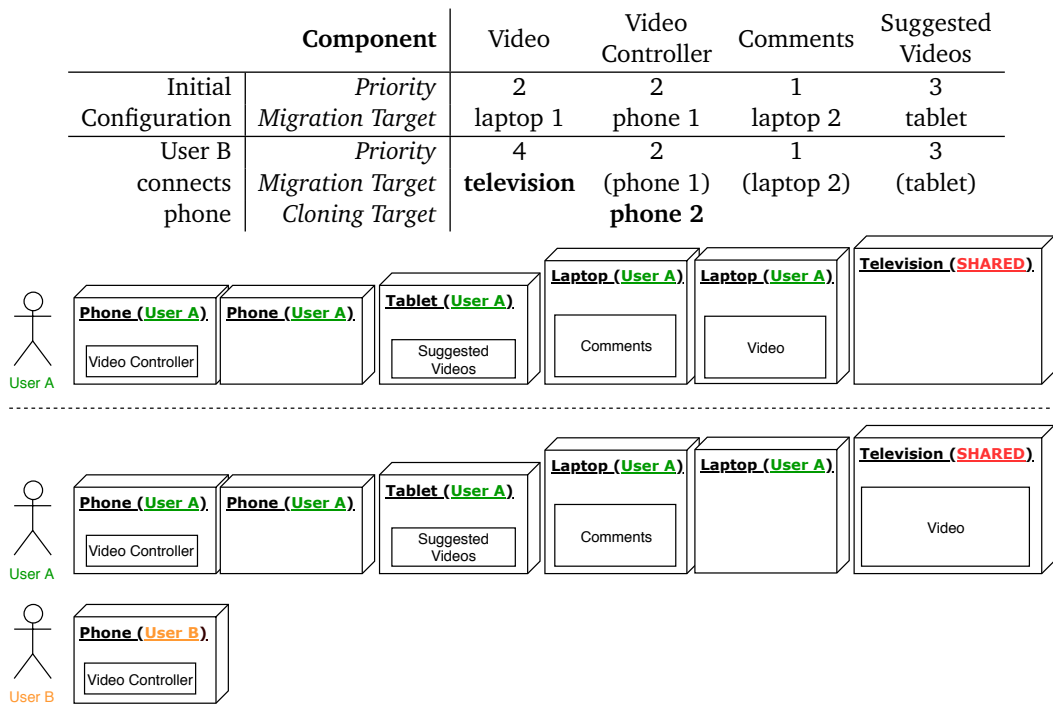 Component Video Video Controller Comments Suggested Videos
Initial Configuration Priority 2 2 1 3
Migration Target laptop 1 phone 1 laptop 2 tablet
User B connects phone Priority 4 2 1 3
Migration Target television (phone 1) (laptop 2) (tablet)
Cloning Target phone 2
Phone (User A)
Video Controller
Phone (User A)
Tablet (User A)
Suggested
Videos
Laptop (User A)
Comments
Laptop (User A)
Video
Television (SHARED)
User A
Phone (User A)
Video Controller
Phone (User A)
Tablet (User A)
Suggested
Videos
Laptop (User A)
Comments
Laptop (User A)
Television (SHARED)
Video
User A
Phone (User B)
Video Controller
User B